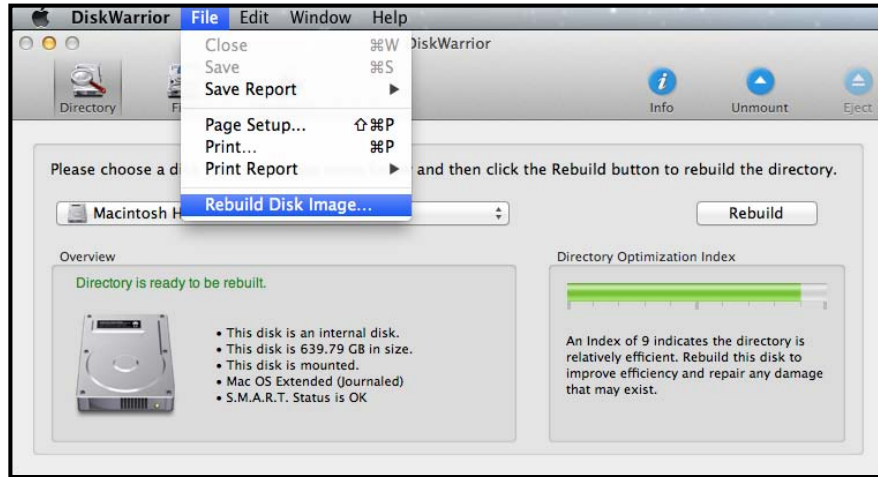 DiskWarrior File Edit Window Help
DiskWarrior
Close ⌘W
Save ⌘S
Save Report ▶
Page Setup... ⇧⌘P
Print... ⌘P
Print Report ▶
Rebuild Disk Image...
Directory Info Unmount Eject
Please choose a and then click the Rebuild button to rebuild the directory.
Macintosh Rebuild
Overview
Directory is ready to be rebuilt.
• This disk is an internal disk.
• This disk is 639.79 GB in size.
• This disk is mounted.
• Mac OS Extended (Journaled)
• S.M.A.R.T. Status is OK
Directory Optimization Index
An Index of 9 indicates the directory is
relatively efficient. Rebuild this disk to
improve efficiency and repair any damage
that may exist.